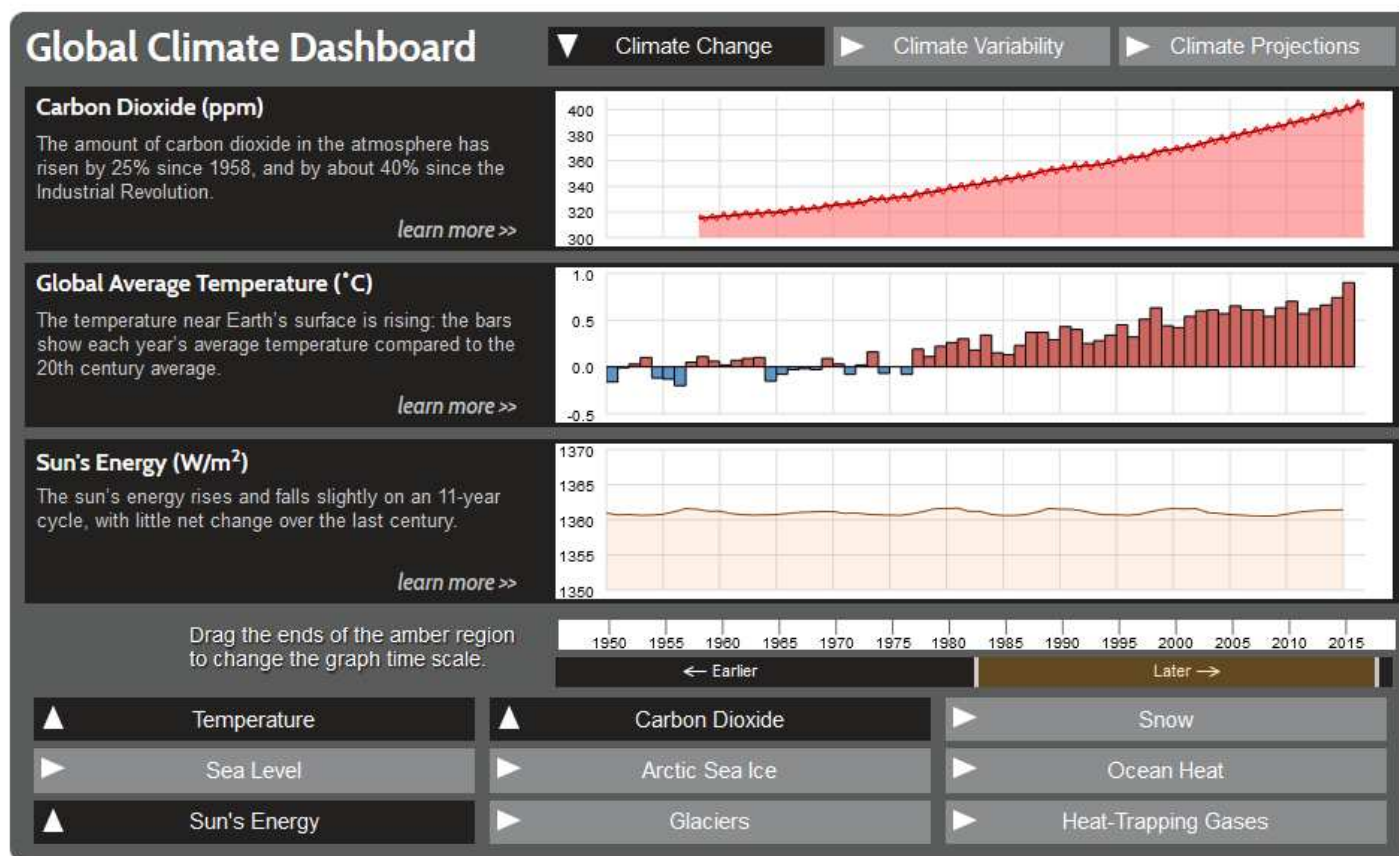 Global Climate Dashboard
Climate Change
Climate Variability
Climate Projections
Carbon Dioxide (ppm)
The amount of carbon dioxide in the atmosphere has
risen by 25% since 1958, and by about 40% since the
Industrial Revolution.
learn more >>
400
380
360
340
320
300
Global Average Temperature (˚C)
The temperature near Earth's surface is rising: the bars
show each year's average temperature compared to the
20th century average.
learn more >>
1.0
0.5
0.0
-0.5
Sun's Energy (W/m²)
The sun's energy rises and falls slightly on an 11-year
cycle, with little net change over the last century.
learn more >>
1370
1365
1360
1355
1350
Drag the ends of the amber region
to change the graph time scale.
1950 1955 1960 1965 1970 1975 1980 1985 1990 1995 2000 2005 2010 2015
← Earlier
Later →
Temperature
Carbon Dioxide
Snow
Sea Level
Arctic Sea Ice
Ocean Heat
Sun's Energy
Glaciers
Heat-Trapping Gases